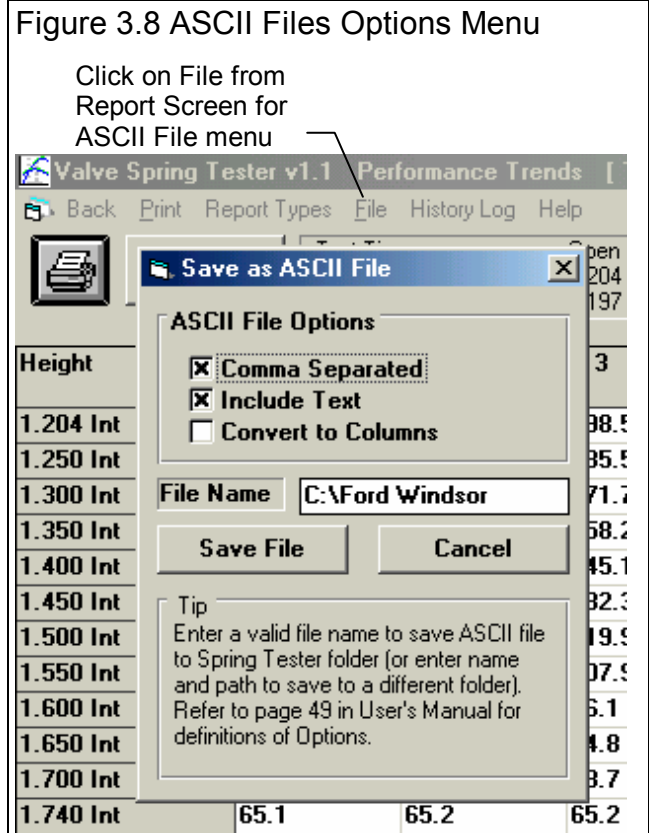 Figure 3.8 ASCII Files Options Menu
Click on File from
Report Screen for
ASCII File menu
Valve Spring Tester v1.1 Performance Trends [
Back Print Report Types File History Log Help
Save as ASCII File
204
197
ASCII File Options
Comma Separated
Include Text
Convert to Columns
File Name C:\Ford Windsor
Save File Cancel
Tip
Enter a valid file name to save ASCII file
to Spring Tester folder (or enter name
and path to save to a different folder).
Refer to page 49 in User's Manual for
definitions of Options.
Height 3
1.204 Int
1.250 Int
1.300 Int
1.350 Int
1.400 Int
1.450 Int
1.500 Int
1.550 Int
1.600 Int
1.650 Int
1.700 Int
1.740 Int 65.1 65.2 65.2